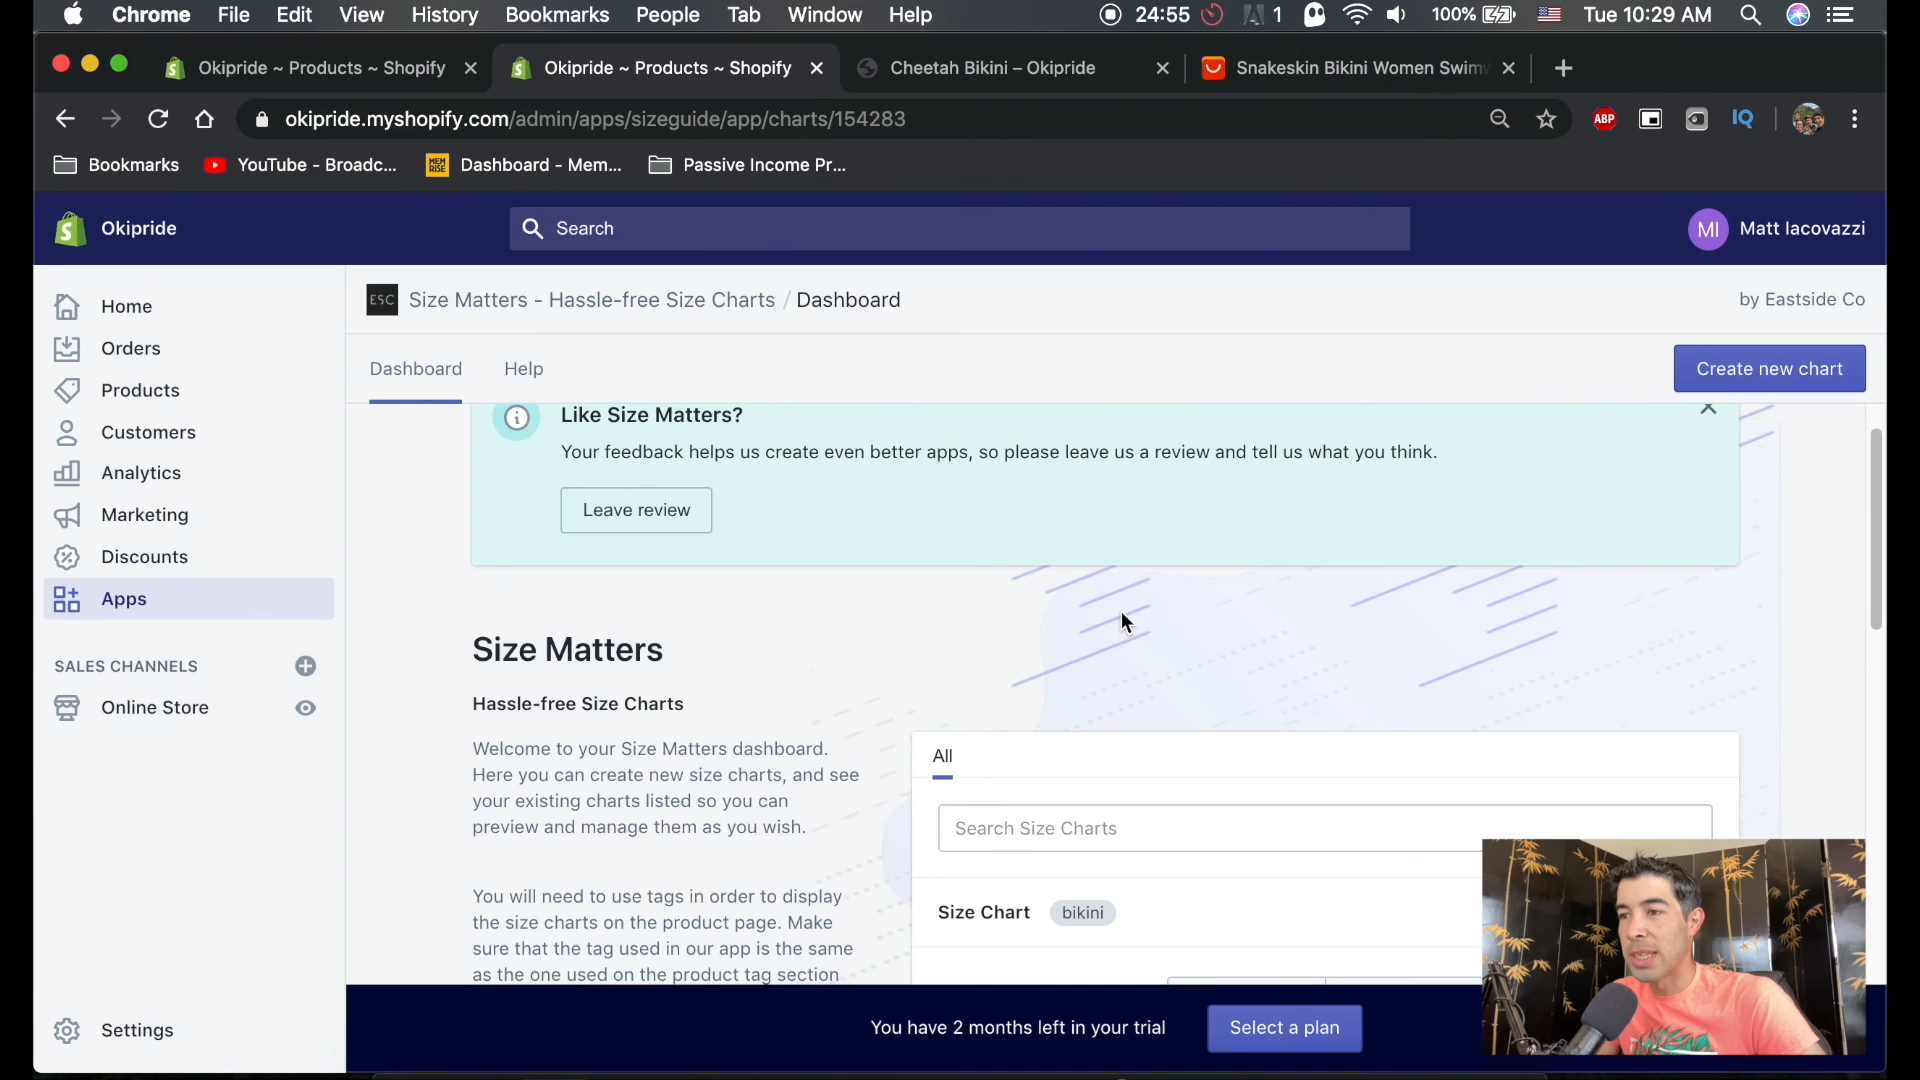 Chrome File Edit View History Bookmarks People Tab Window Help 24:55 1 100% Tue 10:29 AM
Okipride ~ Products ~ Shopify Okipride ~ Products ~ Shopify Cheetah Bikini – Okipride Snakeskin Bikini Women Swim
okipride.myshopify.com/admin/apps/sizeguide/app/charts/154283 ABP IQ
Bookmarks YouTube - Broadc... MEM RISE Dashboard - Mem... Passive Income Pr...
Okipride Search MI Matt Iacovazzi
Home
Orders
Products
Customers
Analytics
Marketing
Discounts
Apps
SALES CHANNELS
Online Store
Settings
ESC Size Matters - Hassle-free Size Charts / Dashboard by Eastside Co
Dashboard Help Create new chart
Like Size Matters?
Your feedback helps us create even better apps, so please leave us a review and tell us what you think.
Leave review
Size Matters
Hassle-free Size Charts
Welcome to your Size Matters dashboard.
Here you can create new size charts, and see
your existing charts listed so you can
preview and manage them as you wish.
You will need to use tags in order to display
the size charts on the product page. Make
sure that the tag used in our app is the same
as the one used on the product tag section
All
Search Size Charts
Size Chart bikini
You have 2 months left in your trial Select a plan